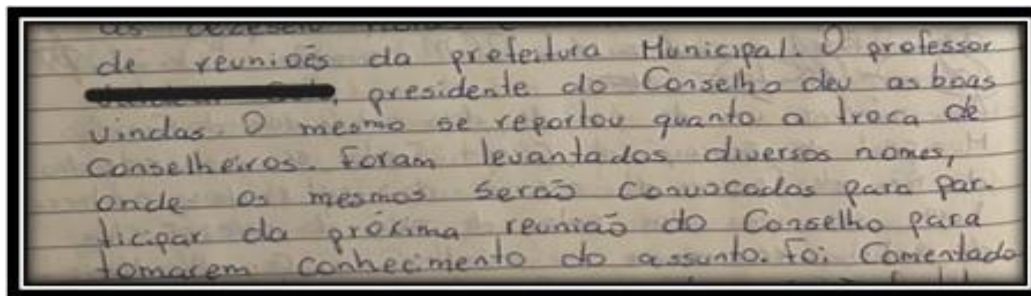 de reuniões da prefeitura Municipal. O professor
, presidente do Conselho deu as boas
vindas. O mesmo se reportou quanto a troca de
Conselheiros. Foram levantados diversos nomes,
onde os mesmos serão Convocados para par-
ticipar da próxima reunião do Conselho para
tomarem conhecimento do assunto. Foi Comentado